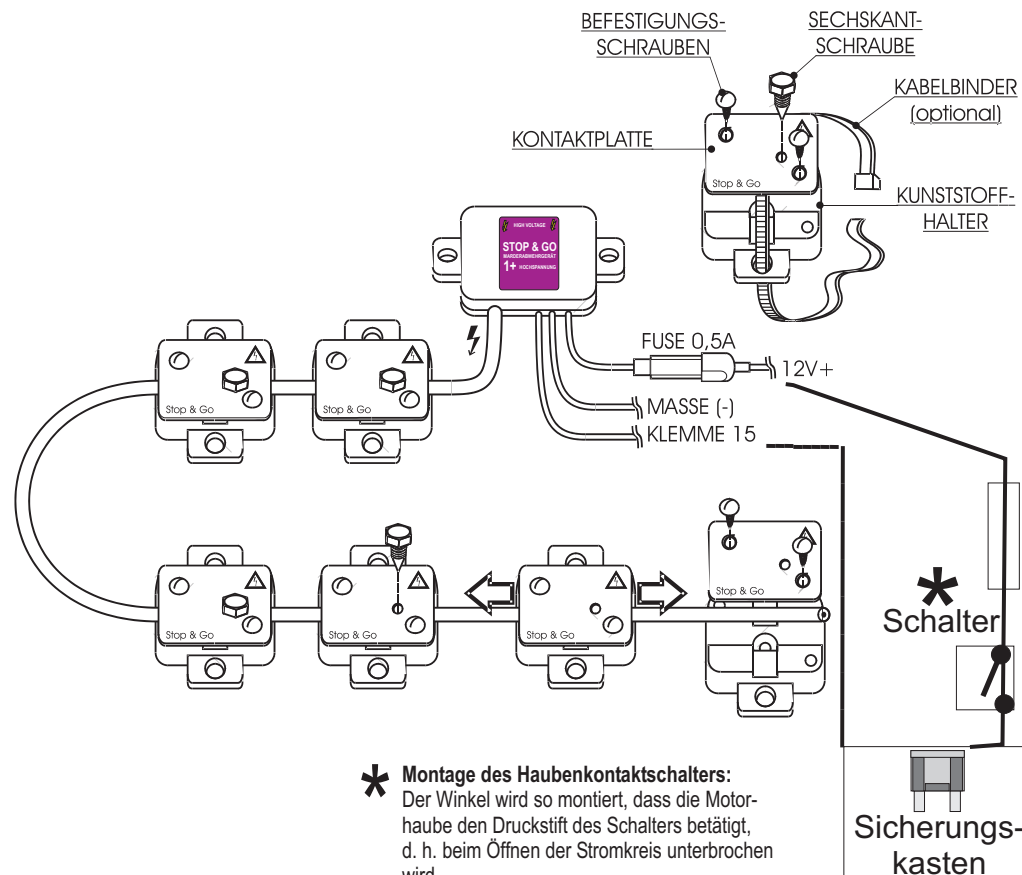 BEFESTIGUNGS-
SCHRAUBEN
SECHSKANT-
SCHRAUBE
KABELBINDER
(optional)
KONTAKTPLATTE
Stop & Go
KUNSTSTOFF-
HALTER
HIGH VOLTAGE
STOP & GO
MARDERABWEHRGERÄT
1+ HOCHSPANNUNG
FUSE 0,5A
12V+
MASSE (-)
KLEMME 15
Stop & Go
Stop & Go
Stop & Go
Stop & Go
Stop & Go
Stop & Go
*
Schalter
* Montage des Haubenkontaktschalters:
Der Winkel wird so montiert, dass die Motor-
haube den Druckstift des Schalters betätigt,
d. h. beim Öffnen der Stromkreis unterbrochen
wird
Sicherungs-
kasten